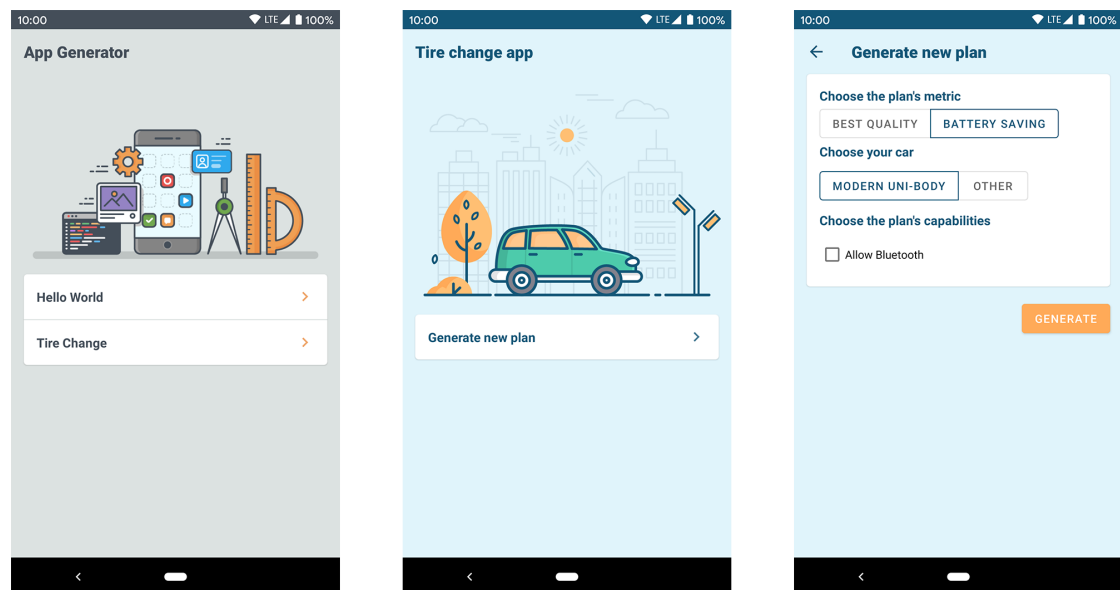 10:00 LTE 100%
App Generator
Hello World
Tire Change
10:00 LTE 100%
Tire change app
Generate new plan
10:00 LTE 100%
Generate new plan
Choose the plan's metric
BEST QUALITY BATTERY SAVING
Choose your car
MODERN UNI-BODY OTHER
Choose the plan's capabilities
Allow Bluetooth
GENERATE